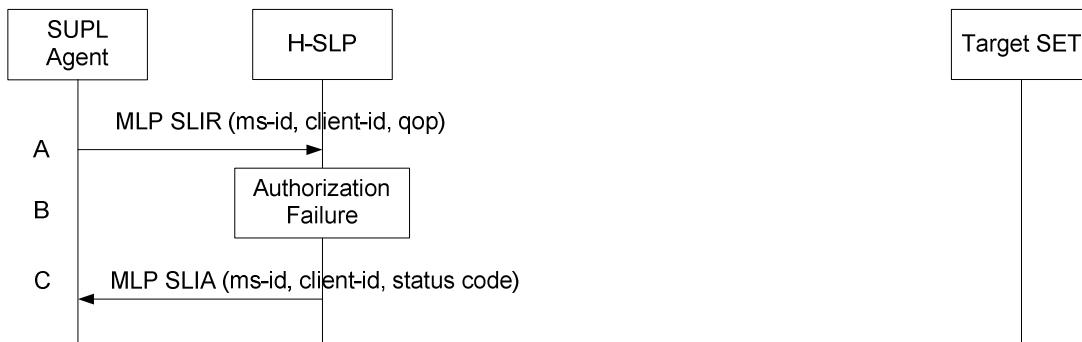 SUPL
Agent
H-SLP
Target SET
MLP SLIR (ms-id, client-id, qop)
A
Authorization
Failure
B
C
MLP SLIA (ms-id, client-id, status code)